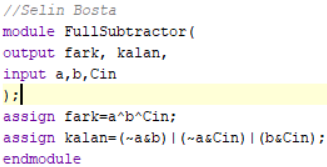 //Selin Bosta
module FullSubtractor(
output fark, kalan,
input a,b,Cin
);
assign fark=a^b^Cin;
assign kalan=(~a&b)|(~a&Cin)|(b&Cin);
endmodule